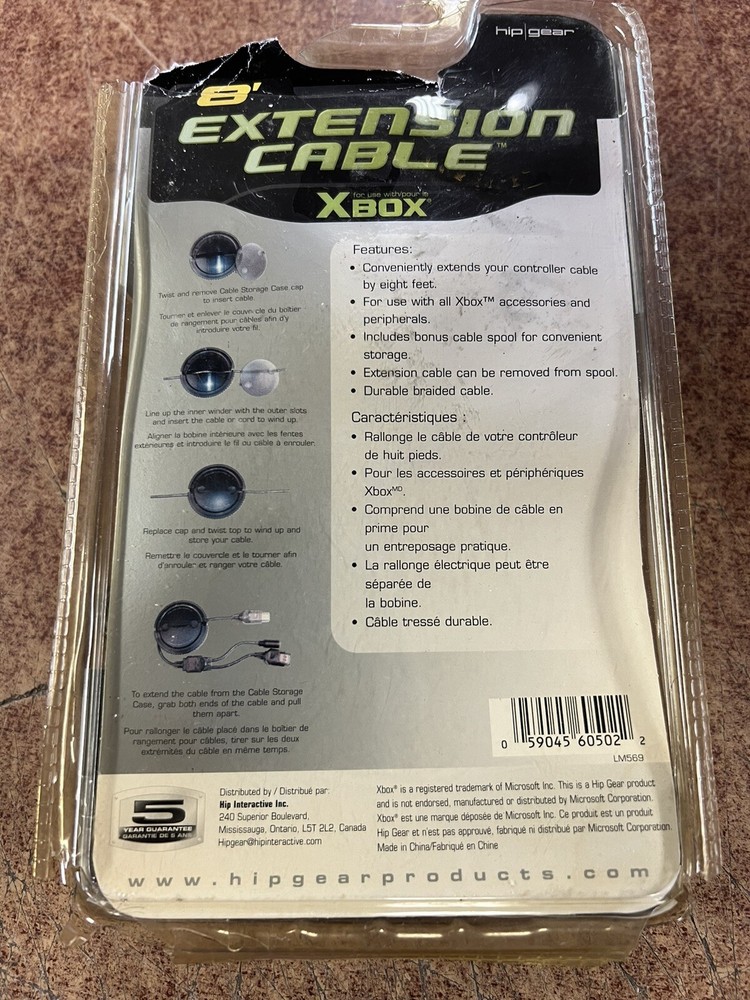 hip|gear™
8'
EXTENSION
CABLE™
for use with/pour le
XBOX®
Twist and remove Cable Storage Case cap
to insert cable.
Tourner et enlever le couvercle du boîtier
de rangement pour câbles afin d'y
introduire votre fil.
Line up the inner winder with the outer slots
and insert the cable or cord to wind up.
Aligner la bobine intérieure avec les fentes
extérieures et introduire le fil ou câble à enrouler.
Replace cap and twist top to wind up and
store your cable.
Remettre le couvercle et le tourner afin
d'anrouler et ranger votre câble.
To extend the cable from the Cable Storage
Case, grab both ends of the cable and pull
them apart.
Pour rallonger le câble placé dans le boîtier de
rangement pour câbles, tirer sur les deux
extrémités du câble en même temps.
Features:
• Conveniently extends your controller cable
by eight feet.
• For use with all Xbox™ accessories and
peripherals.
• Includes bonus cable spool for convenient
storage.
• Extension cable can be removed from spool.
• Durable braided cable.
Caractéristiques :
• Rallonge le câble de votre contrôleur
de huit pieds.
• Pour les accessoires et périphériques
Xboxᴹᴰ.
• Comprend une bobine de câble en
prime pour
un entreposage pratique.
• La rallonge électrique peut être
séparée de
la bobine.
• Câble tressé durable.
0 59045 60502 2
LM569
5
YEAR GUARANTEE
GARANTIE DE 5 ANS
Distributed by / Distribué par:
Hip Interactive Inc.
240 Superior Boulevard,
Mississauga, Ontario, L5T 2L2, Canada
Hipgear@hipinteractive.com
Xbox® is a registered trademark of Microsoft Inc. This is a Hip Gear product
and is not endorsed, manufactured or distributed by Microsoft Corporation.
Xbox® est une marque déposée de Microsoft Inc. Ce produit est un produit
Hip Gear et n'est pas approuvé, fabriqué ni distribué par Microsoft Corporation.
Made in China/Fabriqué en Chine
www.hipgearproducts.com